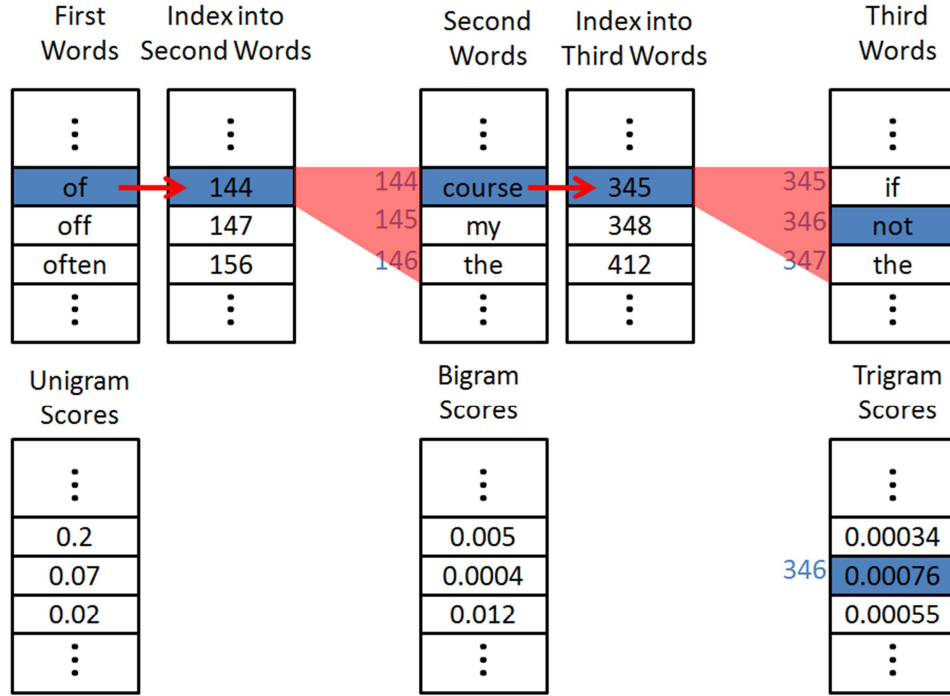 First Words
Index into Second Words
Second Words
Index into Third Words
Third Words
⋮ ⋮ ⋮ ⋮ ⋮
of 144 144 course 345 345 if
off 147 145 my 348 346 not
often 156 146 the 412 347 the
⋮ ⋮ ⋮ ⋮ ⋮
Unigram Scores
Bigram Scores
Trigram Scores
⋮ ⋮ ⋮
0.2 0.005 0.00034
0.07 0.0004 346 0.00076
0.02 0.012 0.00055
⋮ ⋮ ⋮